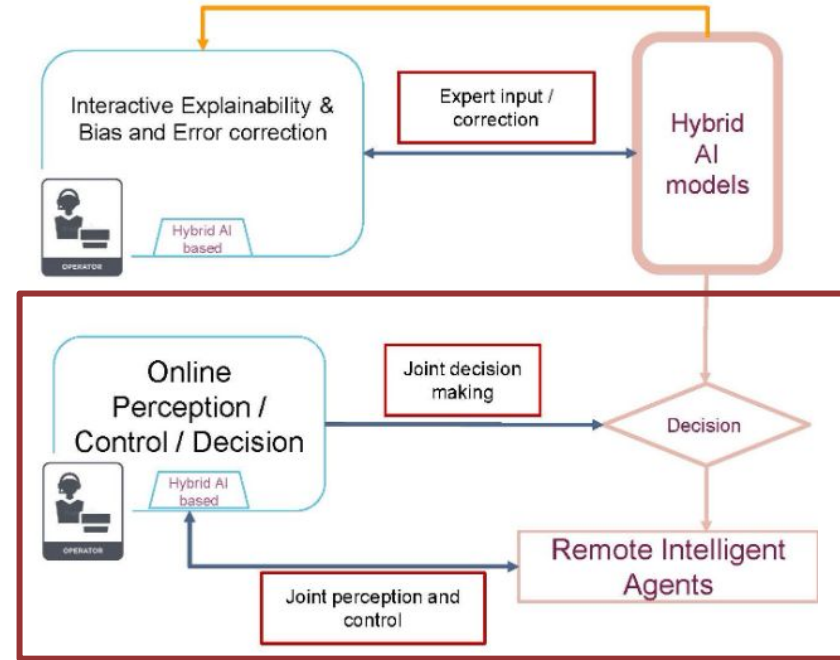 Interactive Explainability &
Bias and Error correction
Expert input /
correction
Hybrid
AI
models
Hybrid AI
based
OPERATOR
Online
Perception /
Control / Decision
Joint decision
making
Decision
Hybrid AI
based
OPERATOR
Remote Intelligent
Agents
Joint perception and
control